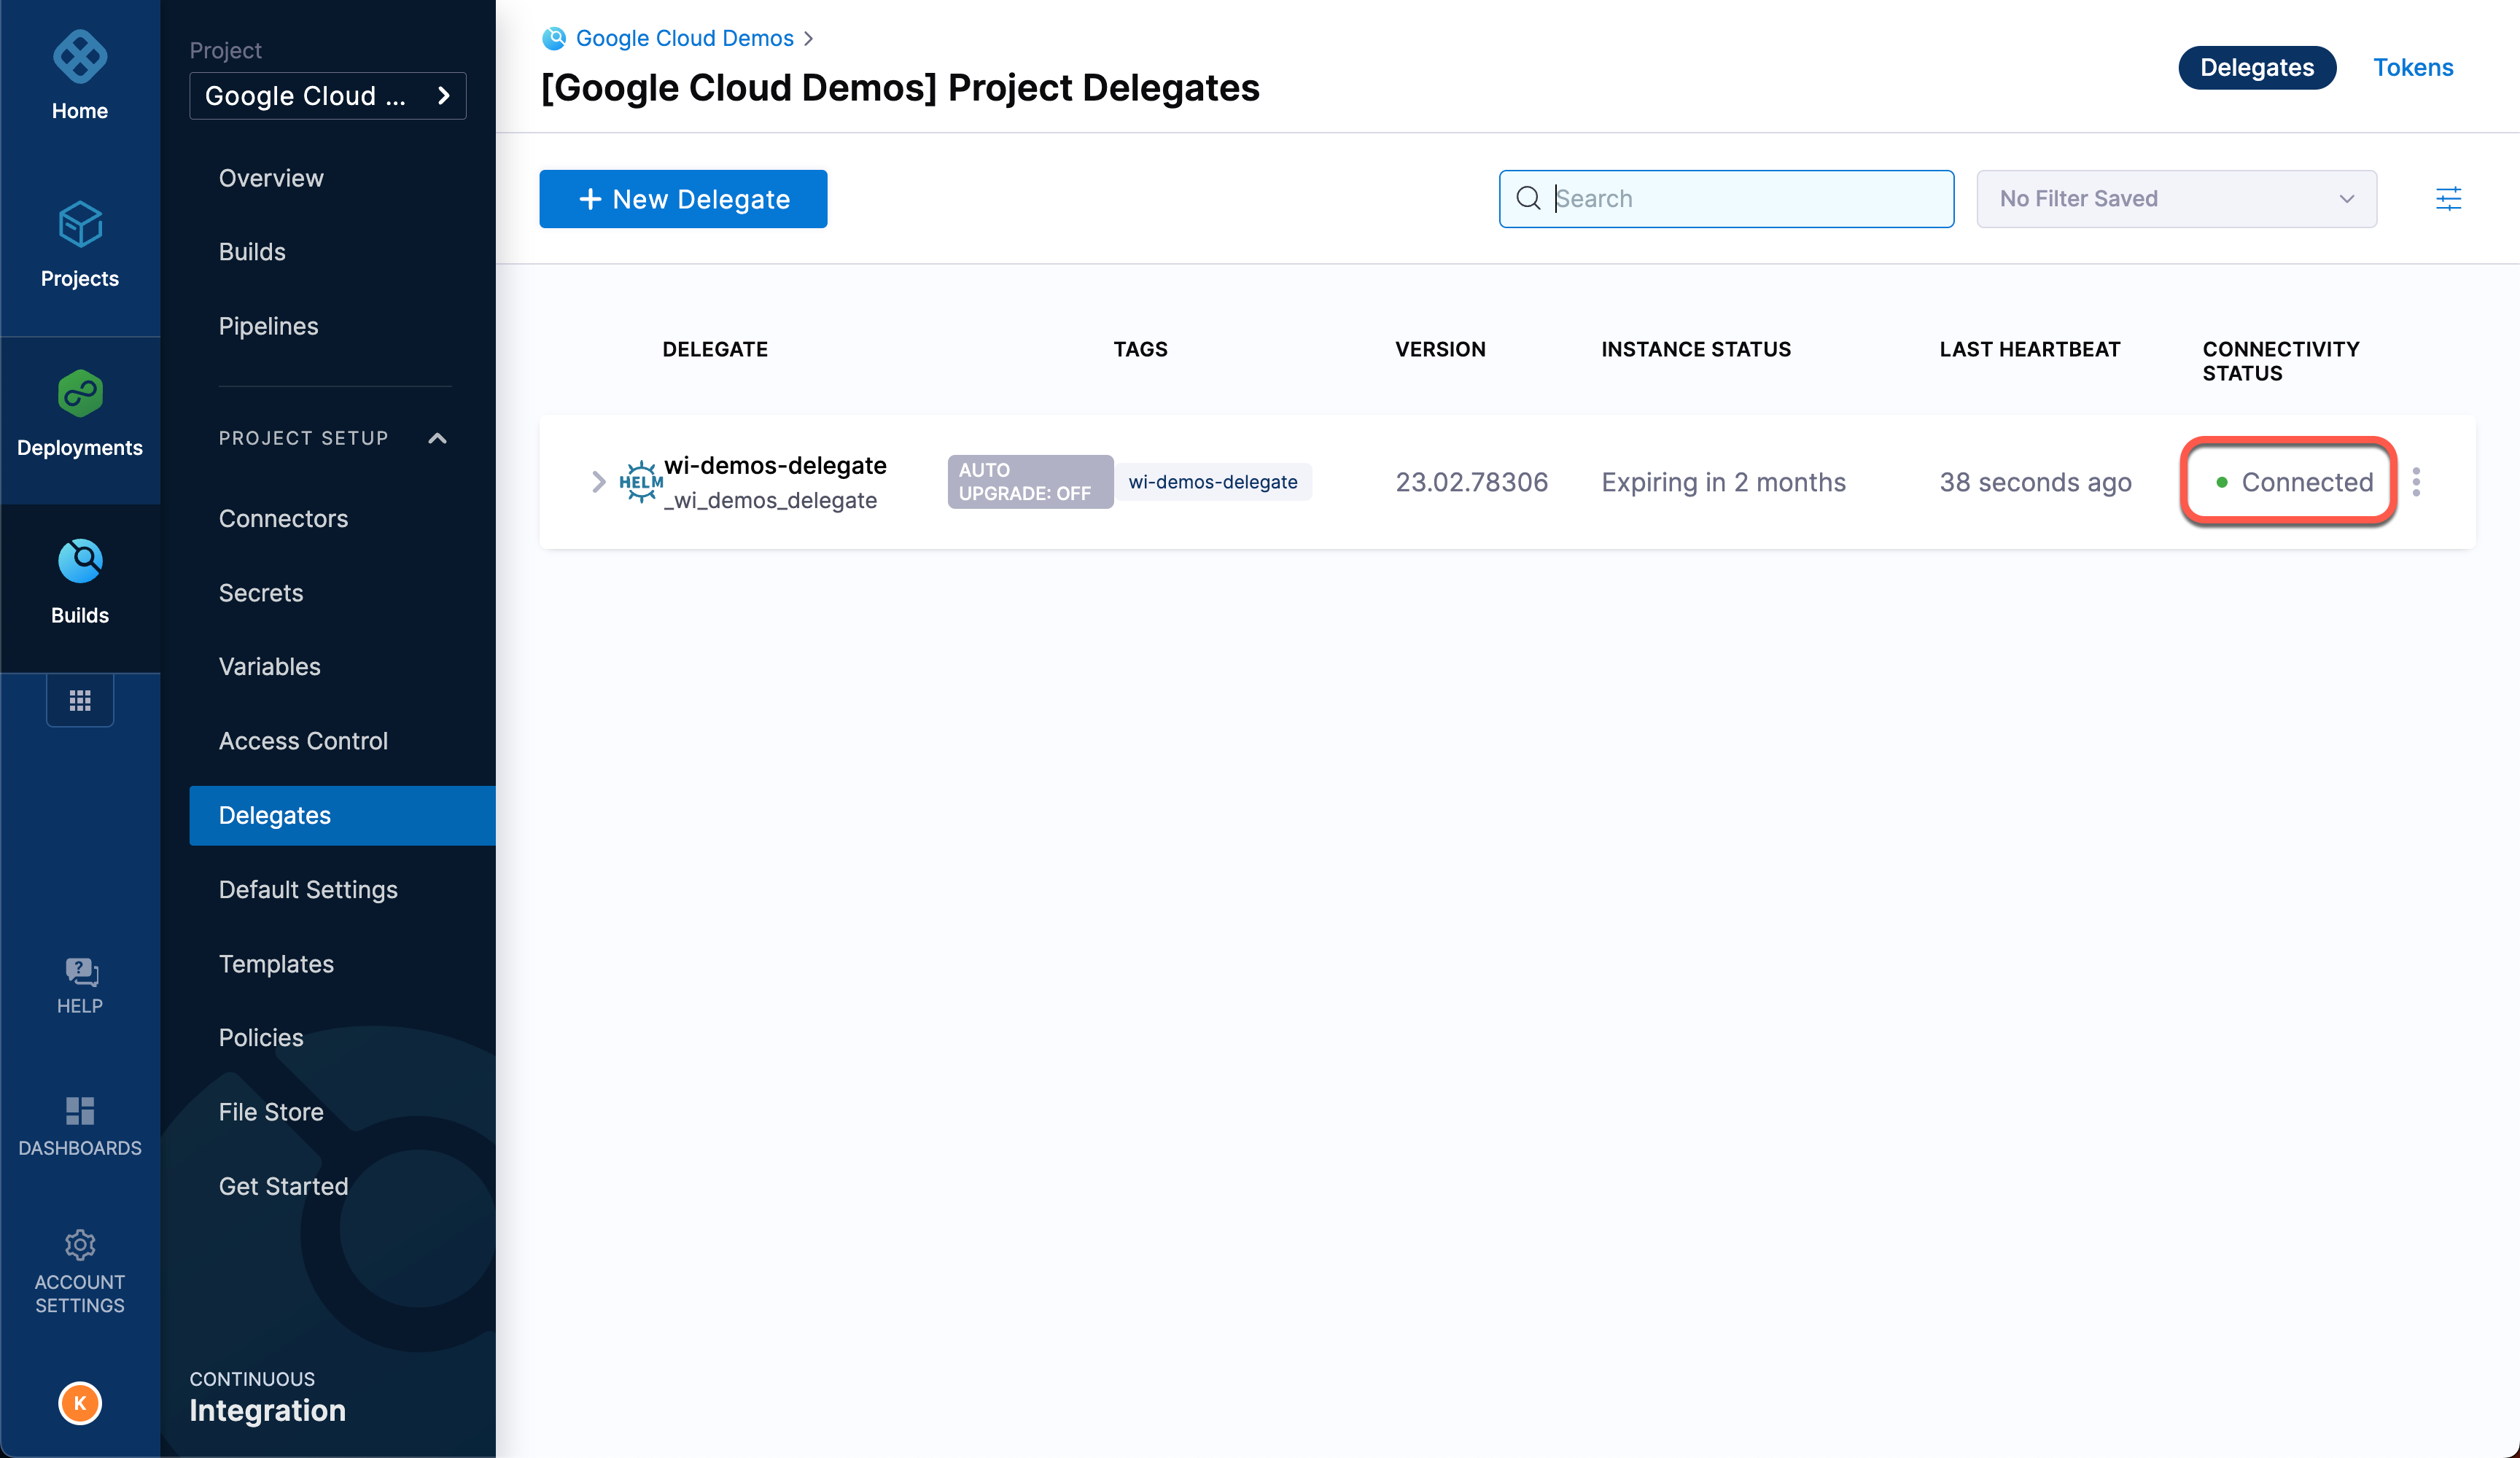 Home
Projects
Deployments
Builds
HELP
DASHBOARDS
ACCOUNT
SETTINGS
K
Project
Google Cloud ...
Overview
Builds
Pipelines
PROJECT SETUP
Connectors
Secrets
Variables
Access Control
Delegates
Default Settings
Templates
Policies
File Store
Get Started
CONTINUOUS
Integration
Google Cloud Demos
[Google Cloud Demos] Project Delegates
Delegates
Tokens
+ New Delegate
Search
No Filter Saved
DELEGATE
TAGS
VERSION
INSTANCE STATUS
LAST HEARTBEAT
CONNECTIVITY
STATUS
HELM
wi-demos-delegate
_wi_demos_delegate
AUTO
UPGRADE: OFF
wi-demos-delegate
23.02.78306
Expiring in 2 months
38 seconds ago
Connected